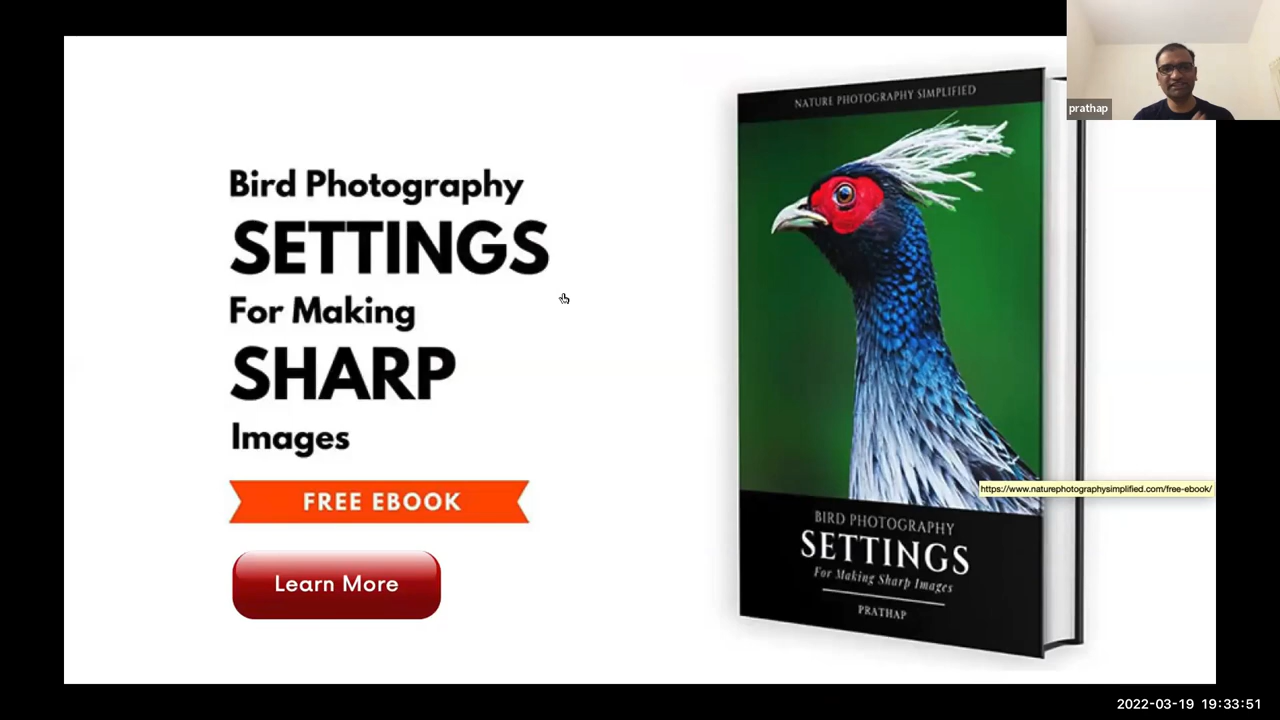 Bird Photography
SETTINGS
For Making
SHARP
Images
FREE EBOOK
Learn More
NATURE PHOTOGRAPHY SIMPLIFIED
BIRD PHOTOGRAPHY
SETTINGS
For Making Sharp Images
PRATHAP
https://www.naturephotographysimplified.com/free-ebook/
prathap
2022-03-19 19:33:51